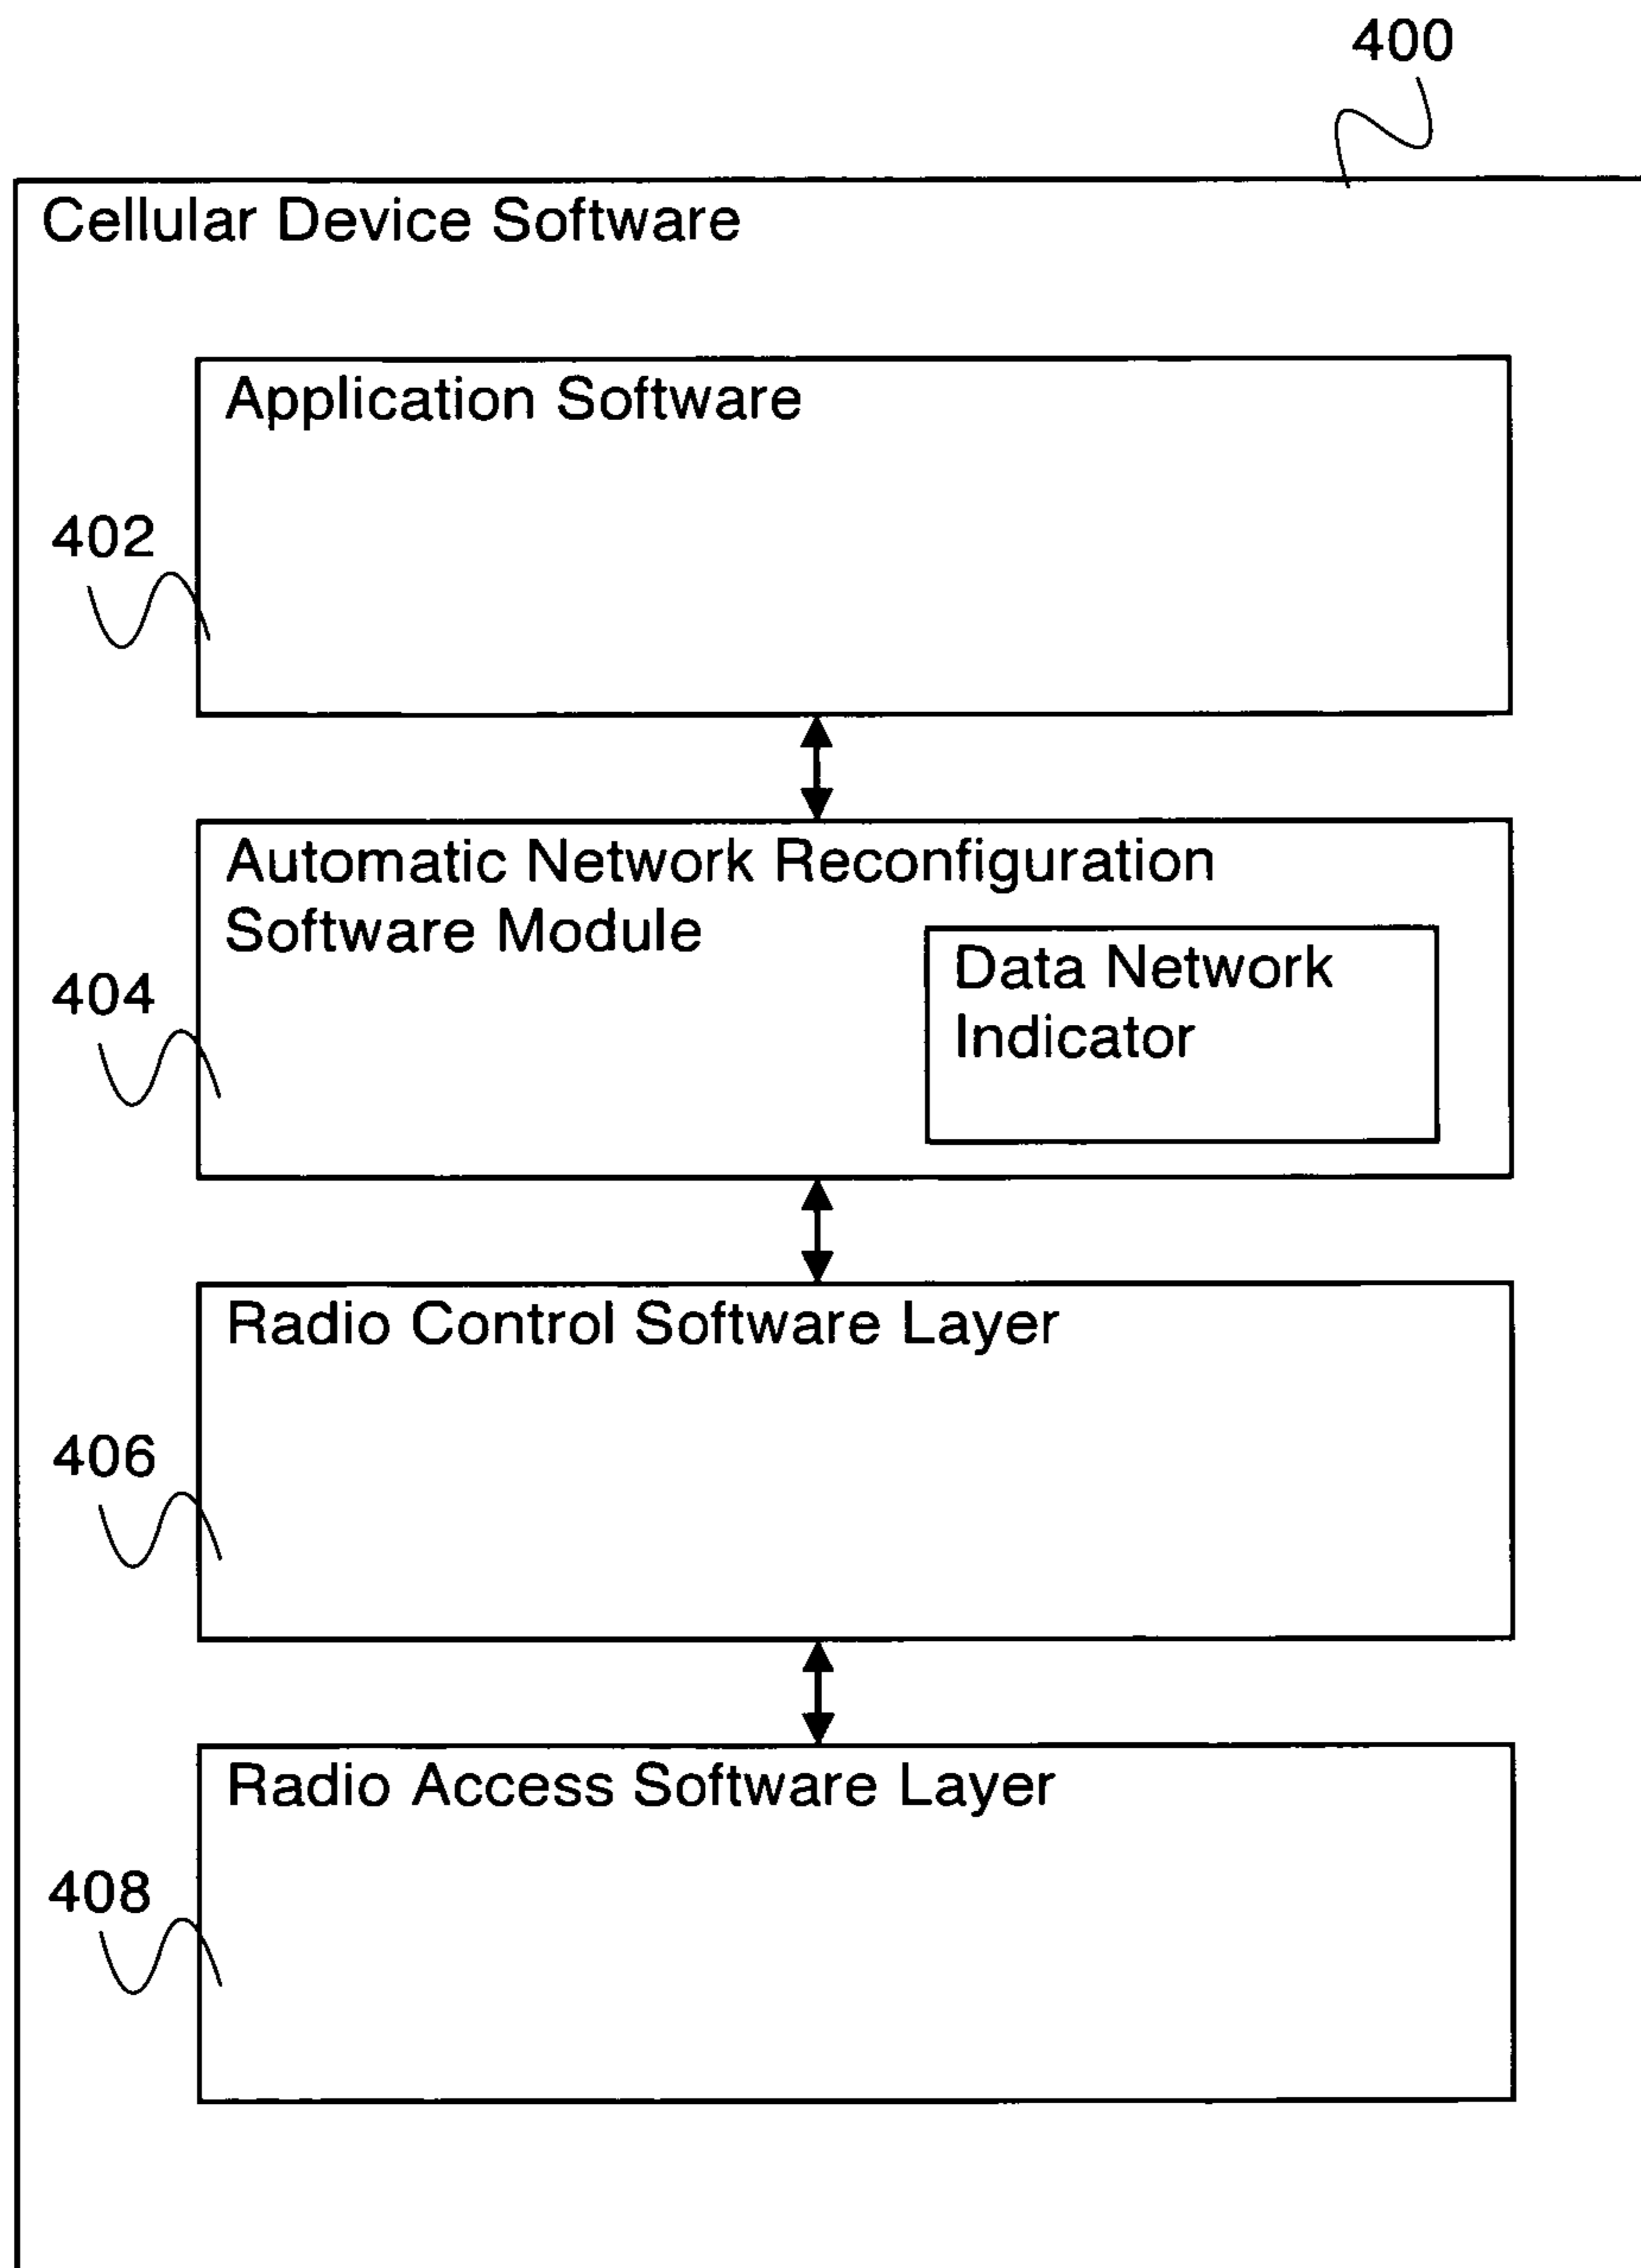 400
Cellular Device Software
Application Software
402
Automatic Network Reconfiguration
Software Module
Data Network
Indicator
404
Radio Control Software Layer
406
Radio Access Software Layer
408